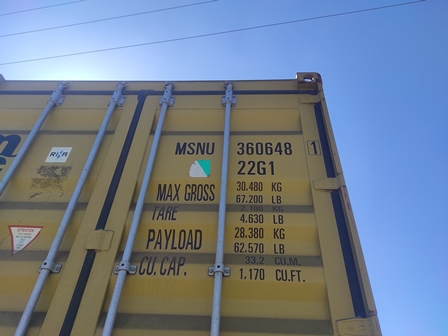 MSNU 360648 1
22G1
RINA
MAX GROSS 30.480 KG
67.200 LB
TARE 2.100 KG
4.630 LB
PAYLOAD 28.380 KG
62.570 LB
CU. CAP. 33.2 CU.M.
1.170 CU.FT.